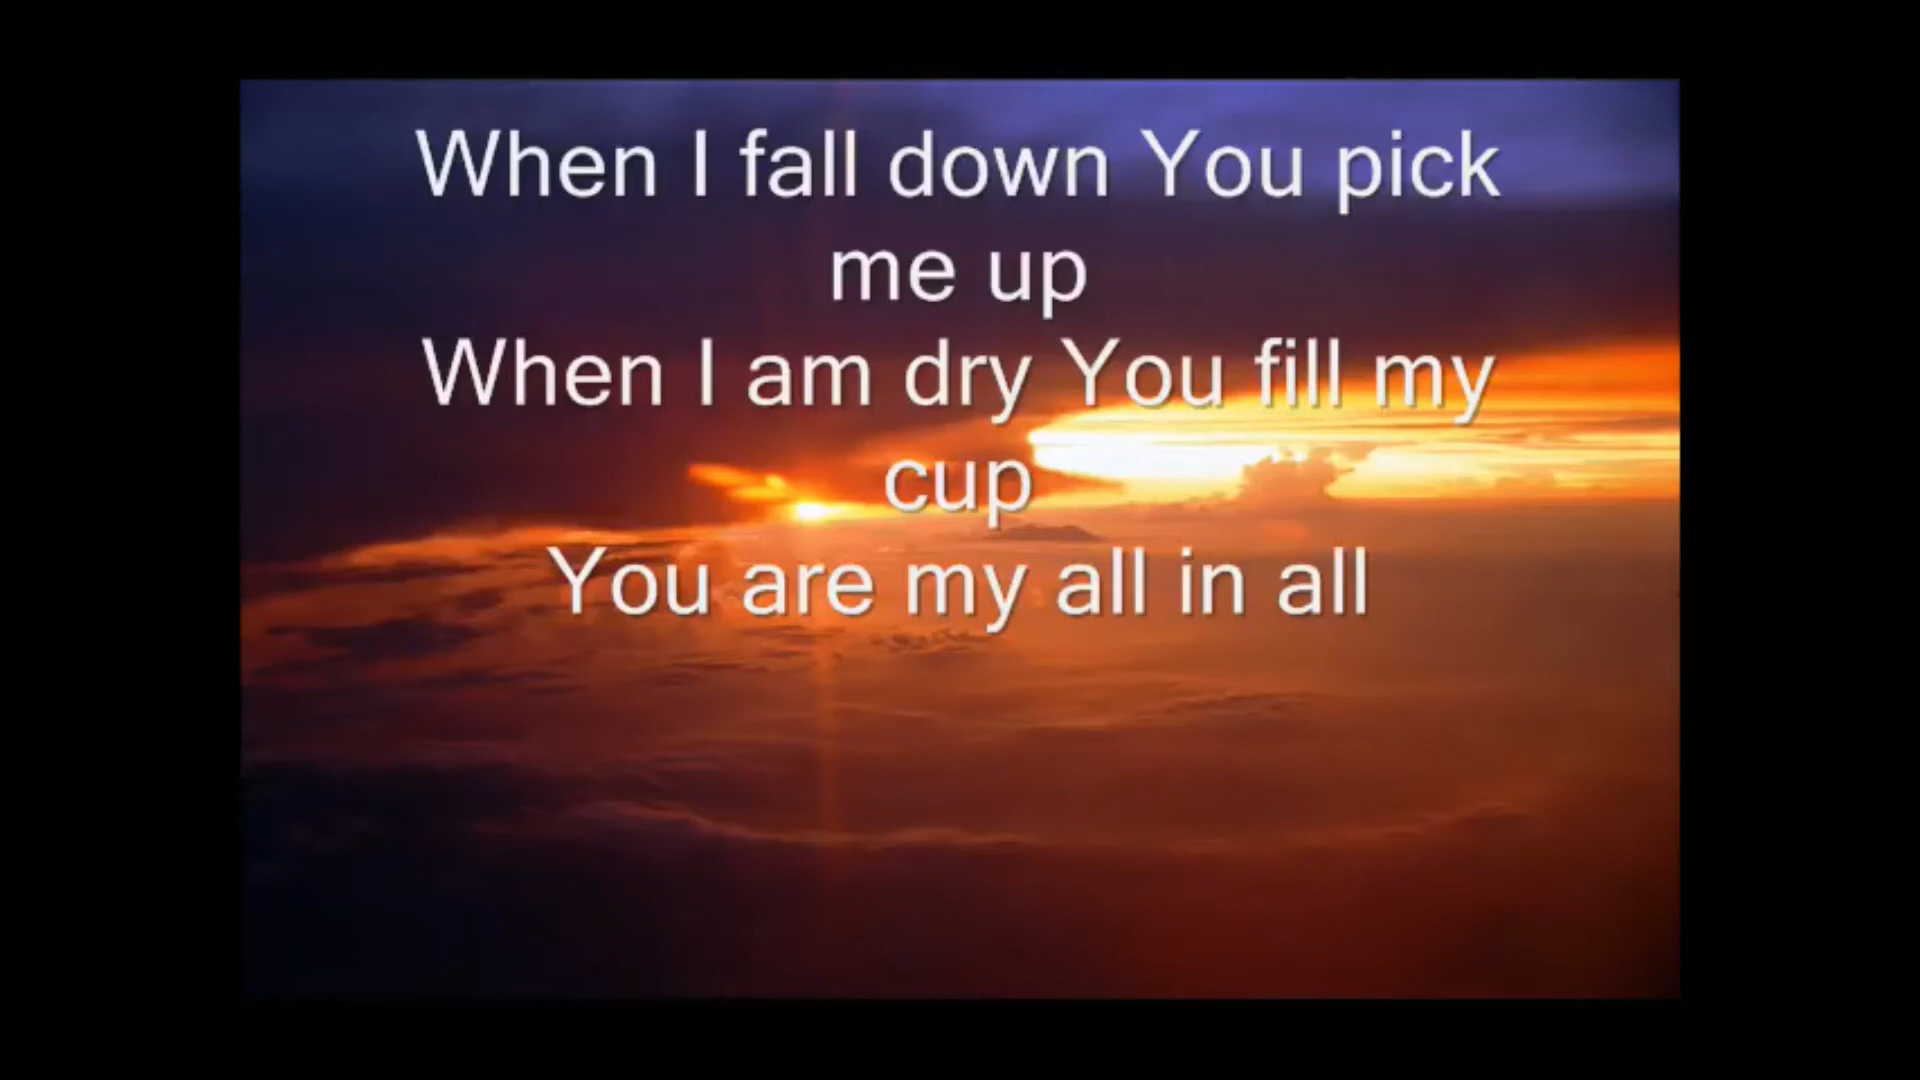 When I fall down You pick
me up
When I am dry You fill my
cup
You are my all in all